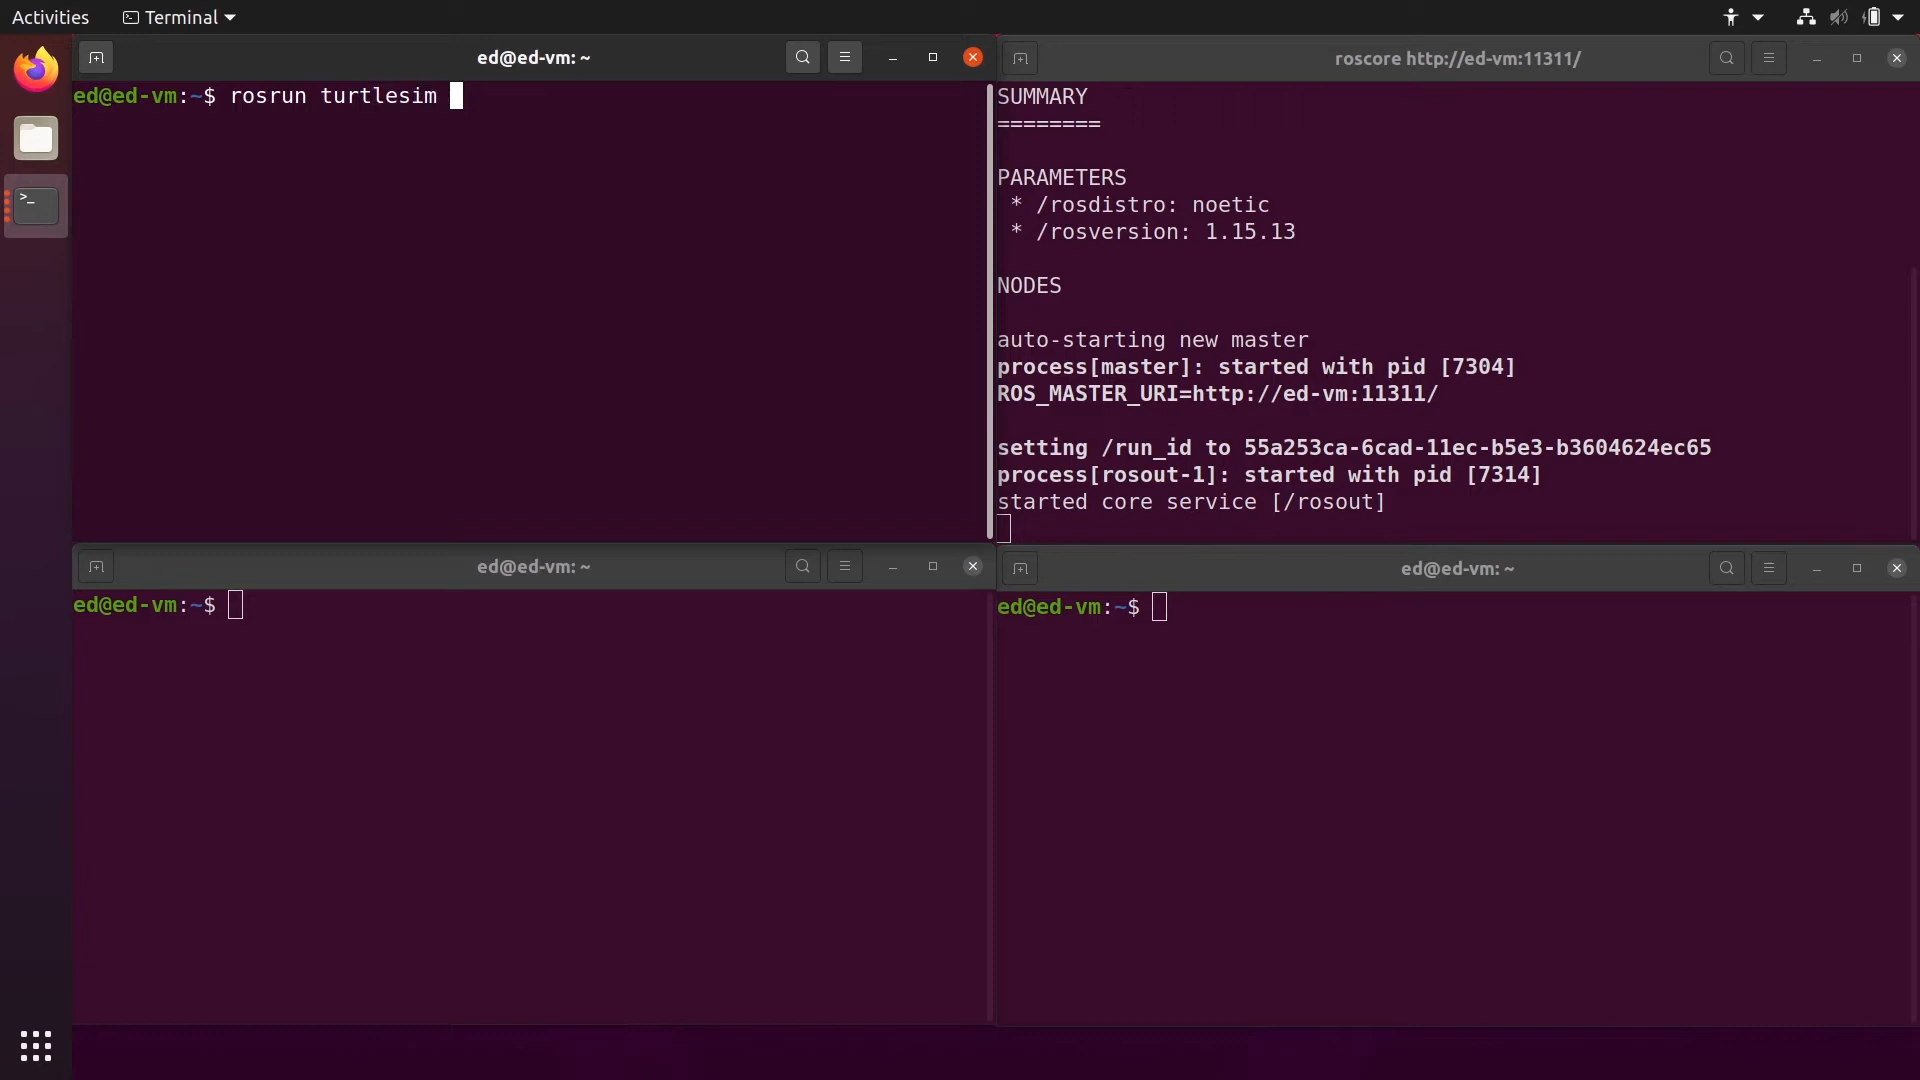 Activities Terminal
ed@ed-vm: ~
ed@ed-vm:~$ rosrun turtlesim
roscore http://ed-vm:11311/
SUMMARY
========
PARAMETERS
* /rosdistro: noetic
* /rosversion: 1.15.13
NODES
auto-starting new master
process[master]: started with pid [7304]
ROS_MASTER_URI=http://ed-vm:11311/
setting /run_id to 55a253ca-6cad-11ec-b5e3-b3604624ec65
process[rosout-1]: started with pid [7314]
started core service [/rosout]
ed@ed-vm: ~
ed@ed-vm:~$
ed@ed-vm: ~
ed@ed-vm:~$